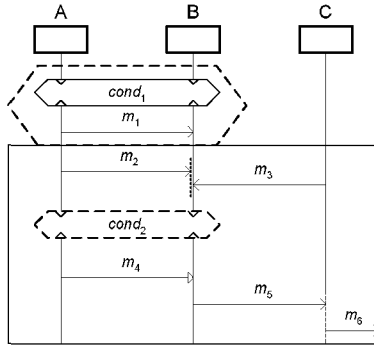 A B C
cond₁
m₁
m₂ m₃
cond₂
m₄
m₅
m₆